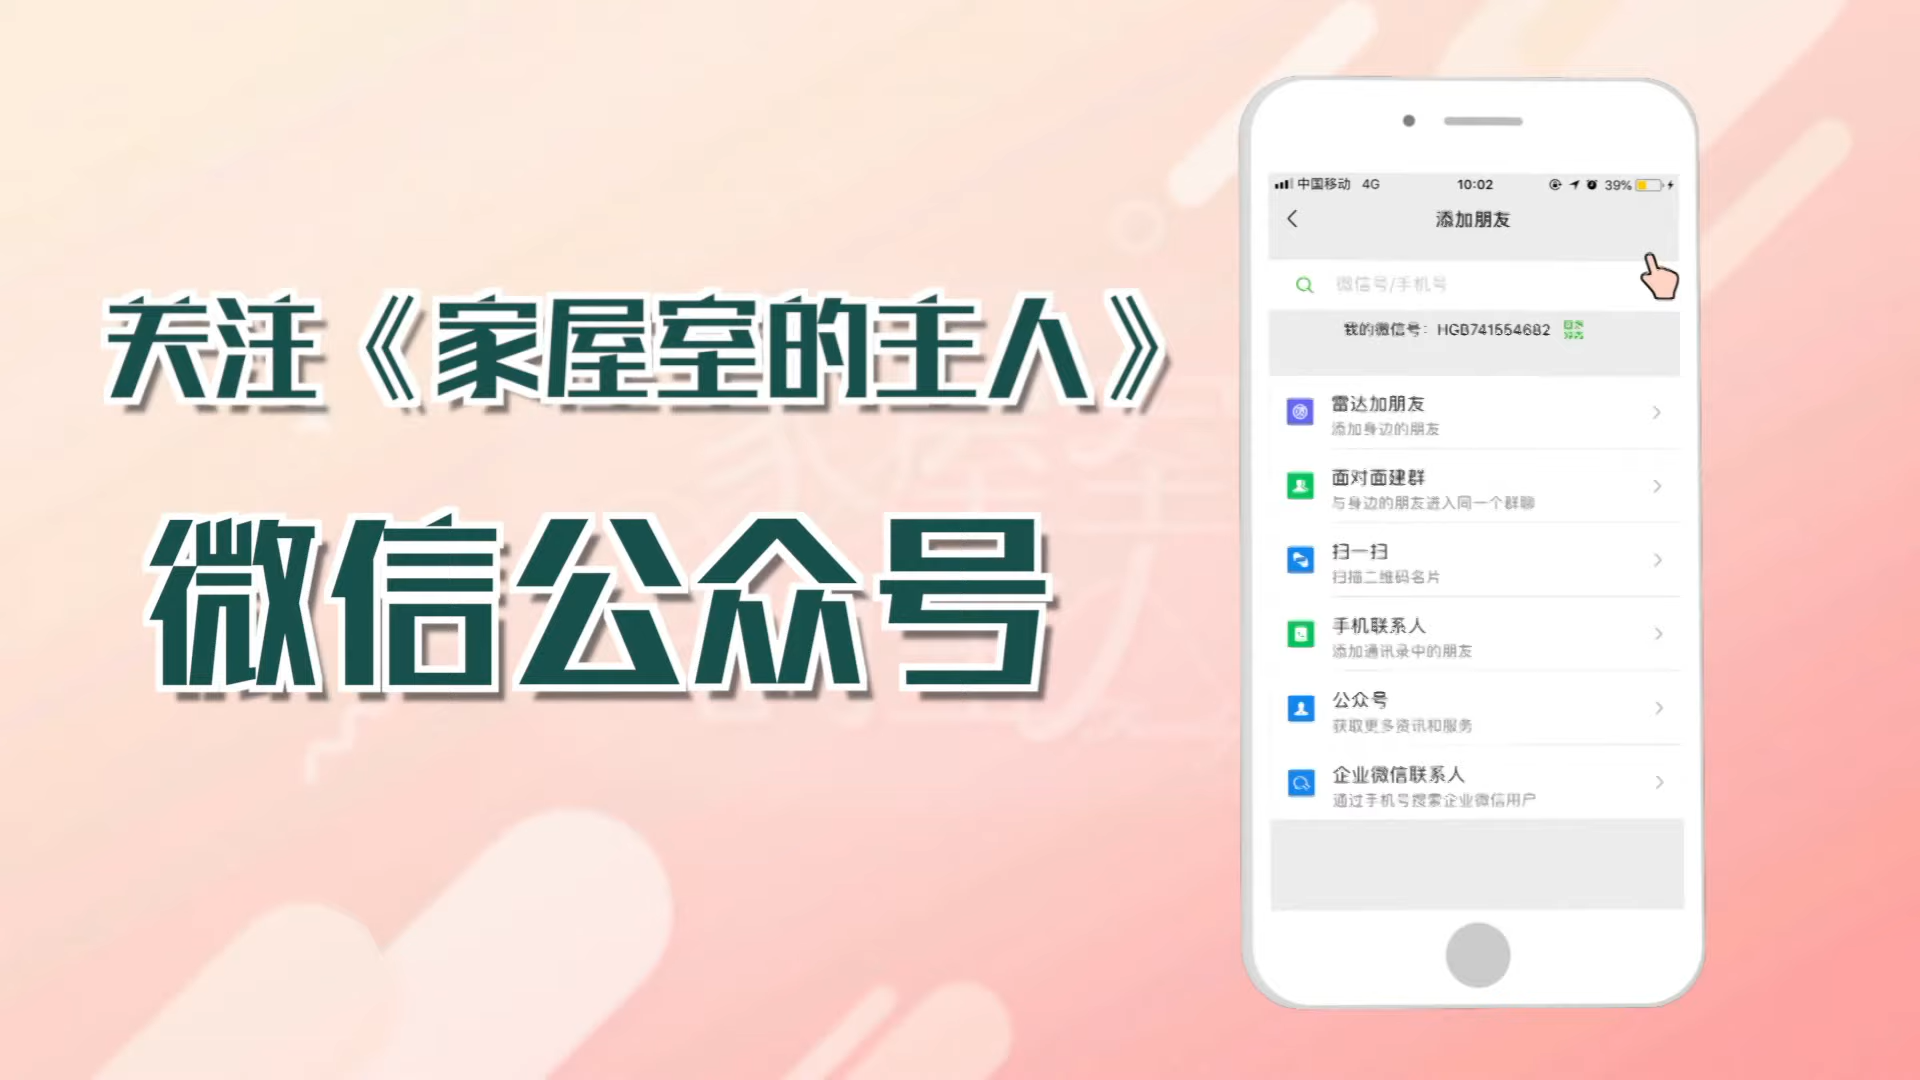 关注《家屋室的主人》
微信公众号
中国移动 4G 10:02 39%
添加朋友
微信号/手机号
我的微信号：HGB741554682
雷达加朋友
添加身边的朋友
面对面建群
与身边的朋友进入同一个群聊
扫一扫
扫描二维码名片
手机联系人
添加通讯录中的朋友
公众号
获取更多资讯和服务
企业微信联系人
通过手机号搜索企业微信用户
家屋室
的主人